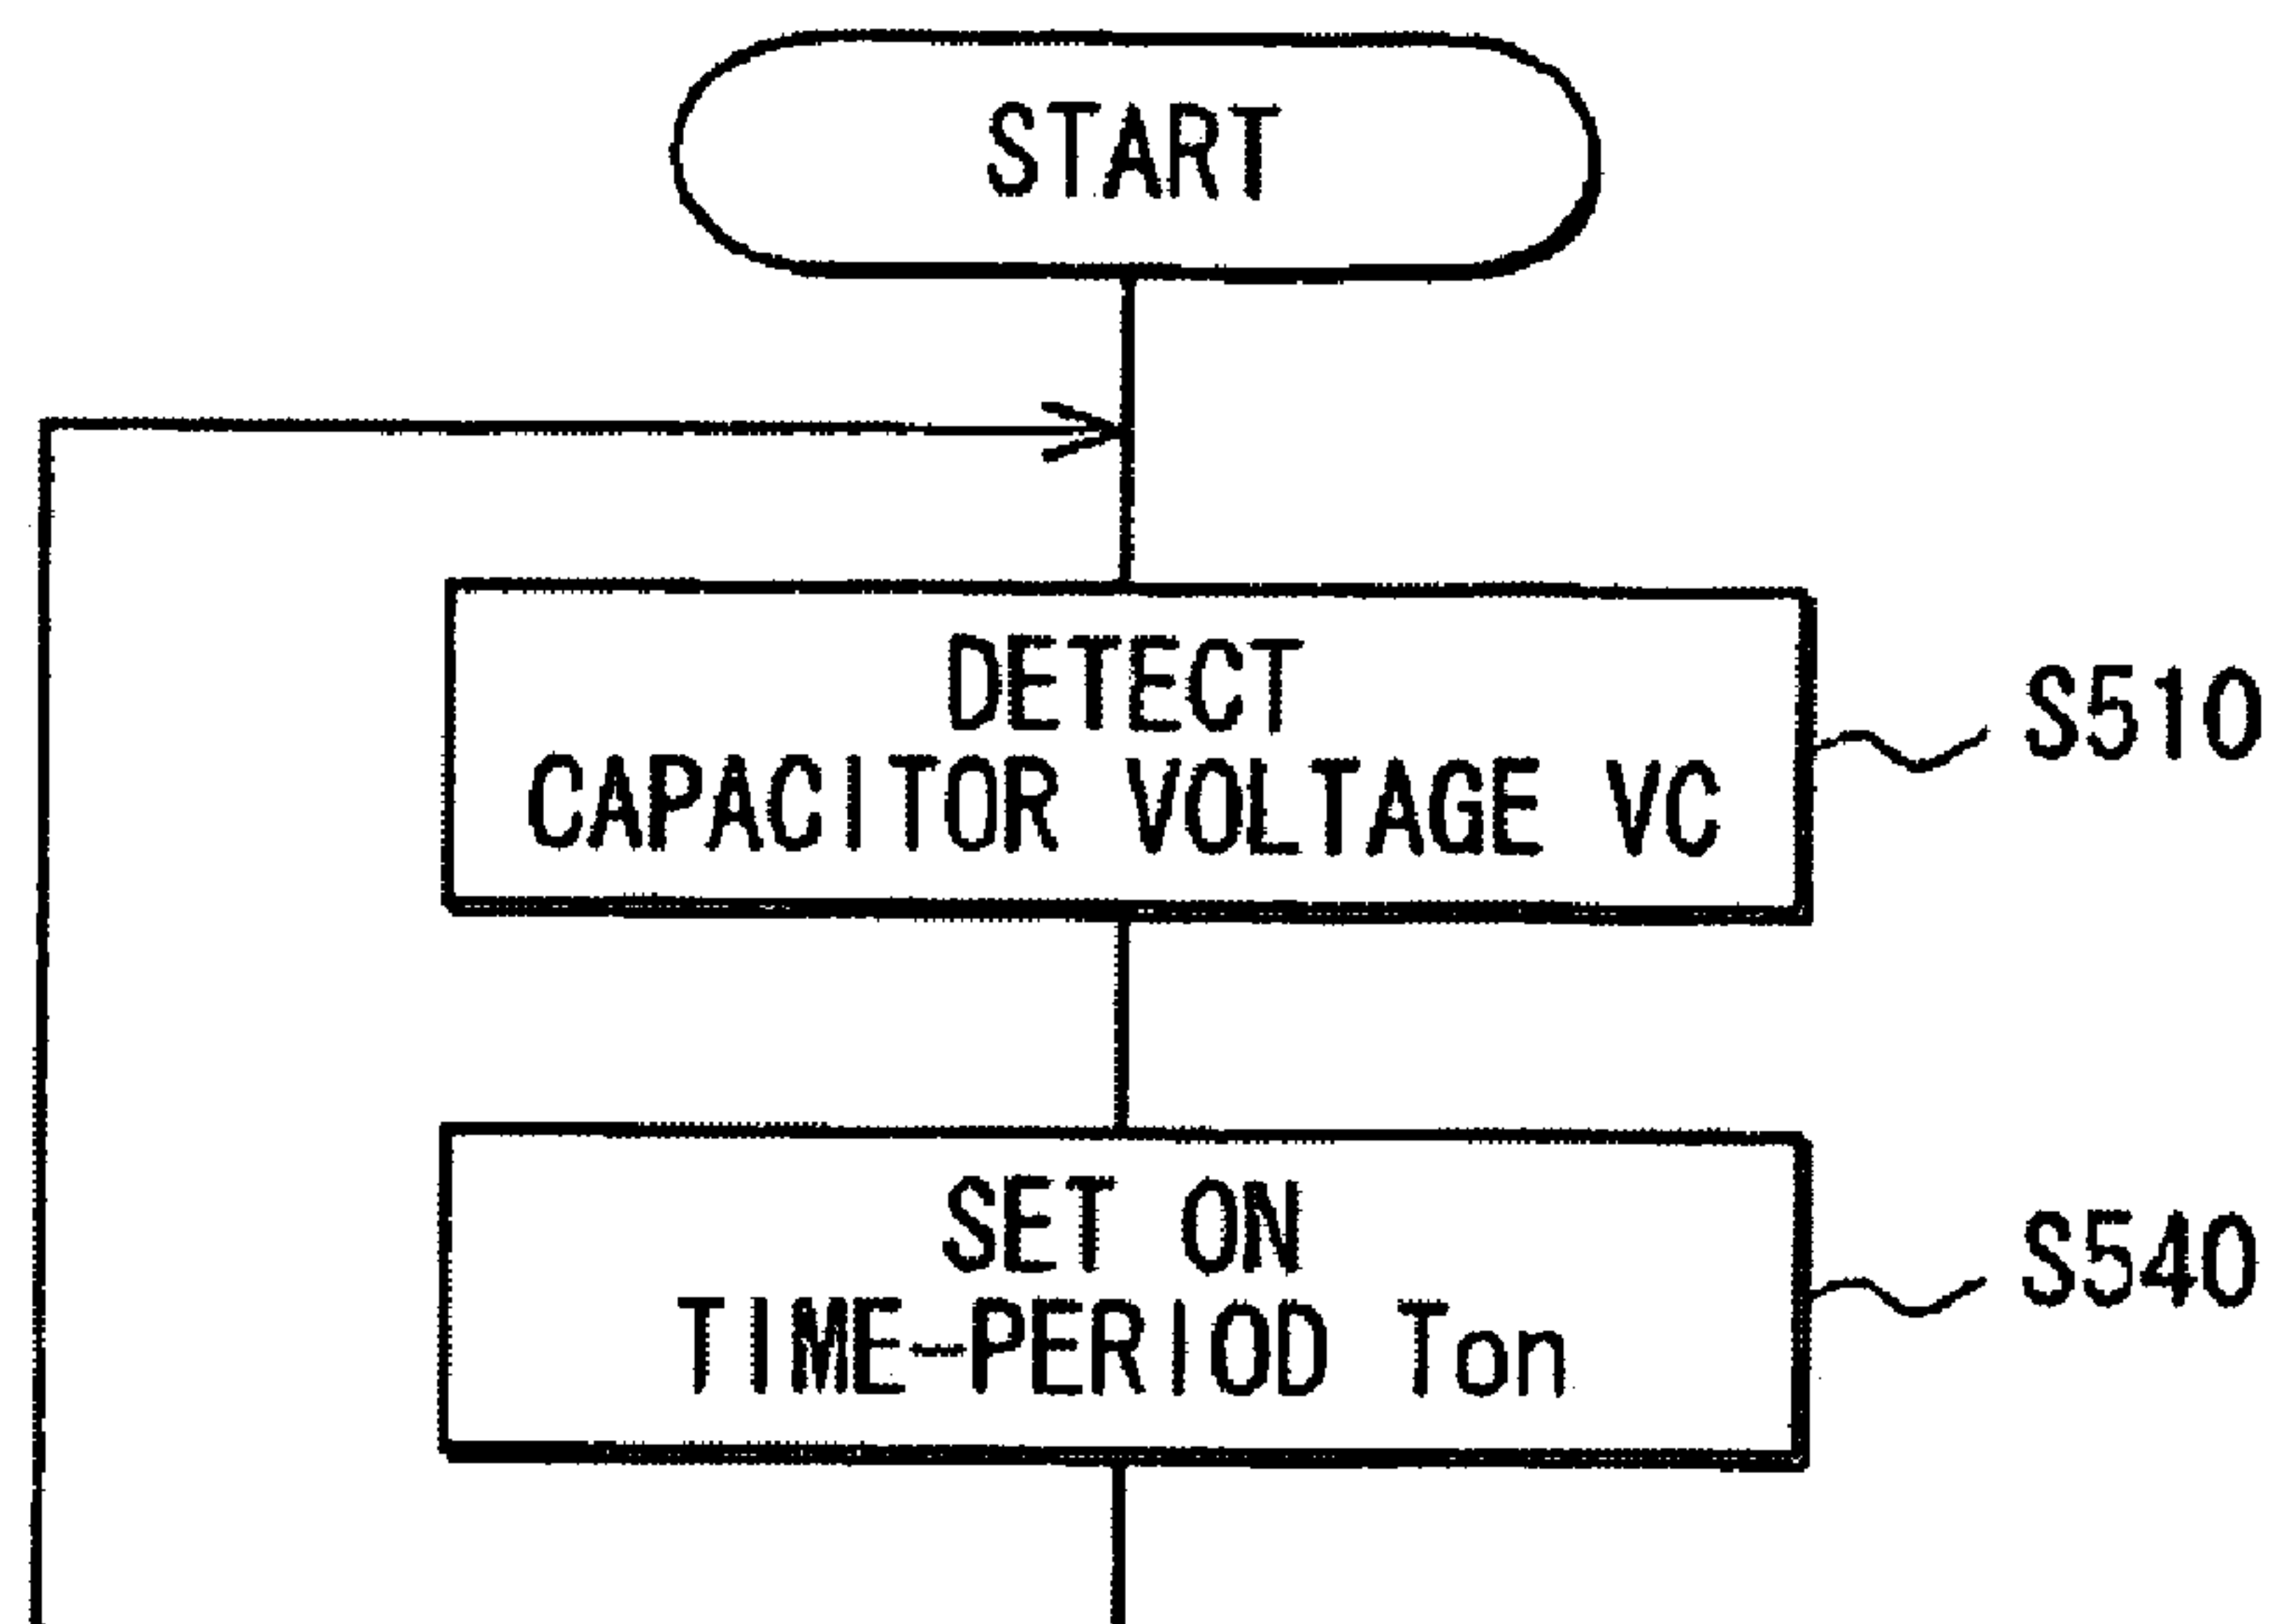 START
DETECT
CAPACITOR VOLTAGE VC
S510
SET ON
TIME-PERIOD Ton
S540